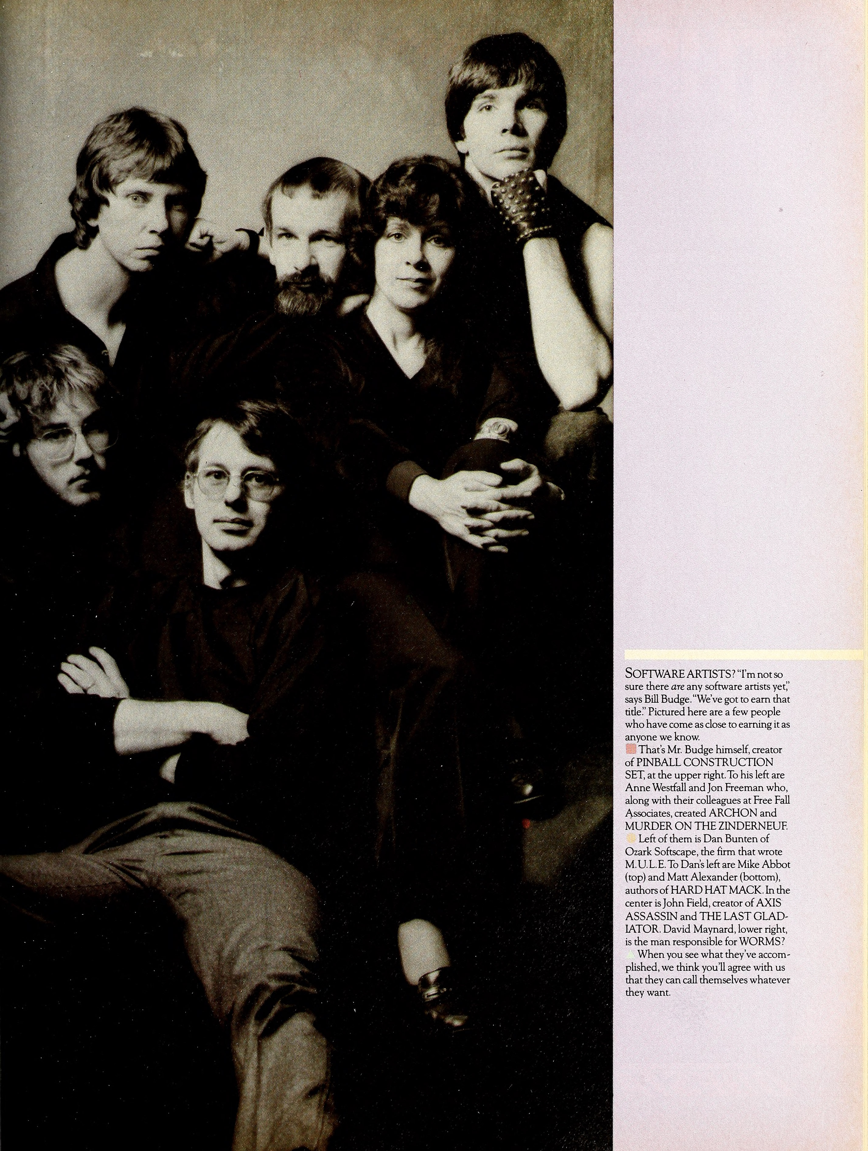 SOFTWARE ARTISTS? "I'm not so
sure there are any software artists yet,"
says Bill Budge. "We've got to earn that
title." Pictured here are a few people
who have come as close to earning it as
anyone we know.
That's Mr. Budge himself, creator
of PINBALL CONSTRUCTION
SET, at the upper right. To his left are
Anne Westfall and Jon Freeman who,
along with their colleagues at Free Fall
Associates, created ARCHON and
MURDER ON THE ZINDERNEUF.
Left of them is Dan Bunten of
Ozark Softscape, the firm that wrote
M.U.L.E. To Dan's left are Mike Abbot
(top) and Matt Alexander (bottom),
authors of HARD HAT MACK. In the
center is John Field, creator of AXIS
ASSASSIN and THE LAST GLAD-
IATOR. David Maynard, lower right,
is the man responsible for WORMS?
When you see what they've accom-
plished, we think you'll agree with us
that they can call themselves whatever
they want.